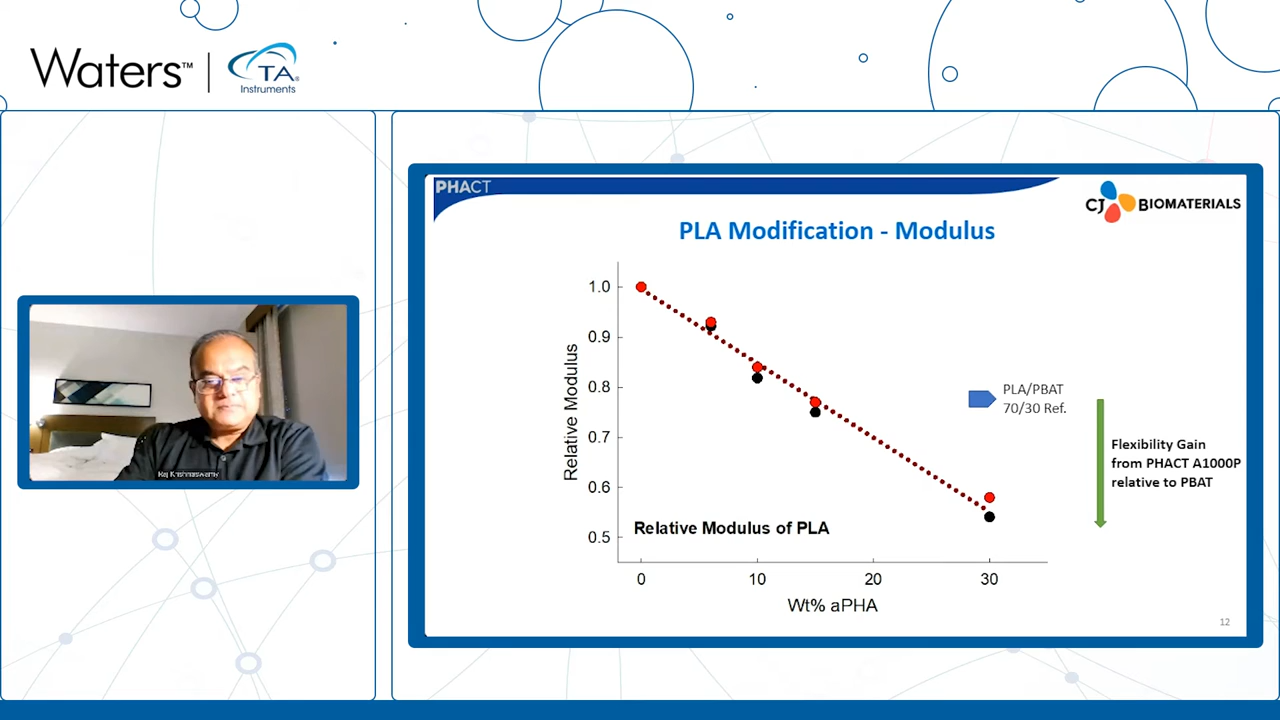 Waters™
TA®
Instruments
PHACT
CJ BIOMATERIALS
PLA Modification - Modulus
1.0
0.9
0.8
0.7
0.6
0.5
Relative Modulus
PLA/PBAT
70/30 Ref.
Flexibility Gain
from PHACT A1000P
relative to PBAT
Relative Modulus of PLA
0 10 20 30
Wt% aPHA
12
Raj Krishnaswamy